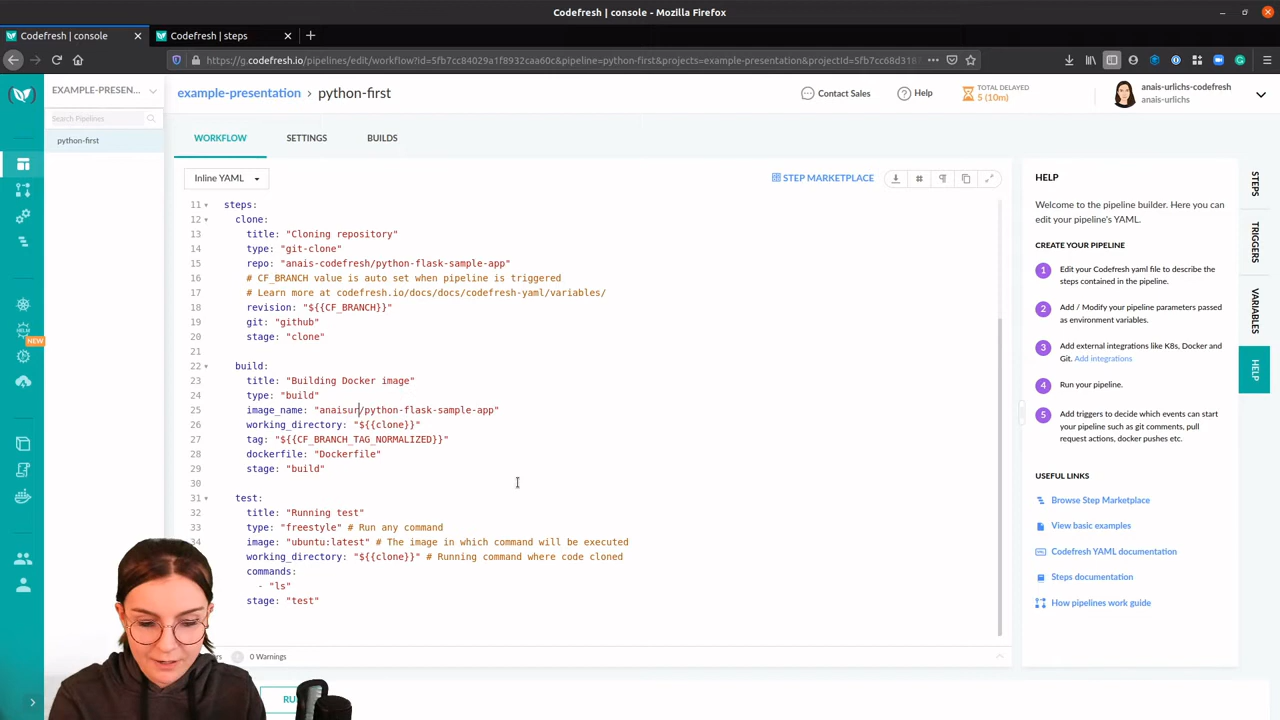 Codefresh | console - Mozilla Firefox
Codefresh | console
Codefresh | steps
https://g.codefresh.io/pipelines/edit/workflow?id=5fb7cc84029a1f8932caa60c&pipeline=python-first&projects=example-presentation&projectId=5fb7cc68d318
EXAMPLE-PRESEN...
example-presentation > python-first
Contact Sales
Help
TOTAL DELAYED
5 (10m)
anais-urlichs-codefresh
anais-urlichs
Search Pipelines
python-first
WORKFLOW
SETTINGS
BUILDS
Inline YAML
STEP MARKETPLACE
11 steps:
12 clone:
13 title: "Cloning repository"
14 type: "git-clone"
15 repo: "anais-codefresh/python-flask-sample-app"
16 # CF_BRANCH value is auto set when pipeline is triggered
17 # Learn more at codefresh.io/docs/docs/codefresh-yaml/variables/
18 revision: "${{CF_BRANCH}}"
19 git: "github"
20 stage: "clone"
21
22 build:
23 title: "Building Docker image"
24 type: "build"
25 image_name: "anaisur/python-flask-sample-app"
26 working_directory: "${{clone}}"
27 tag: "${{CF_BRANCH_TAG_NORMALIZED}}"
28 dockerfile: "Dockerfile"
29 stage: "build"
30
31 test:
32 title: "Running test"
33 type: "freestyle" # Run any command
34 image: "ubuntu:latest" # The image in which command will be executed
working_directory: "${{clone}}" # Running command where code cloned
commands:
- "ls"
stage: "test"
0 Warnings
HELP
Welcome to the pipeline builder. Here you can
edit your pipeline's YAML.
CREATE YOUR PIPELINE
1 Edit your Codefresh yaml file to describe the
steps contained in the pipeline.
2 Add / Modify your pipeline parameters passed
as environment variables.
3 Add external integrations like K8s, Docker and
Git. Add integrations
4 Run your pipeline.
5 Add triggers to decide which events can start
your pipeline such as git comments, pull
request actions, docker pushes etc.
USEFUL LINKS
Browse Step Marketplace
View basic examples
Codefresh YAML documentation
Steps documentation
How pipelines work guide
STEPS
TRIGGERS
VARIABLES
HELP
HELM
NEW